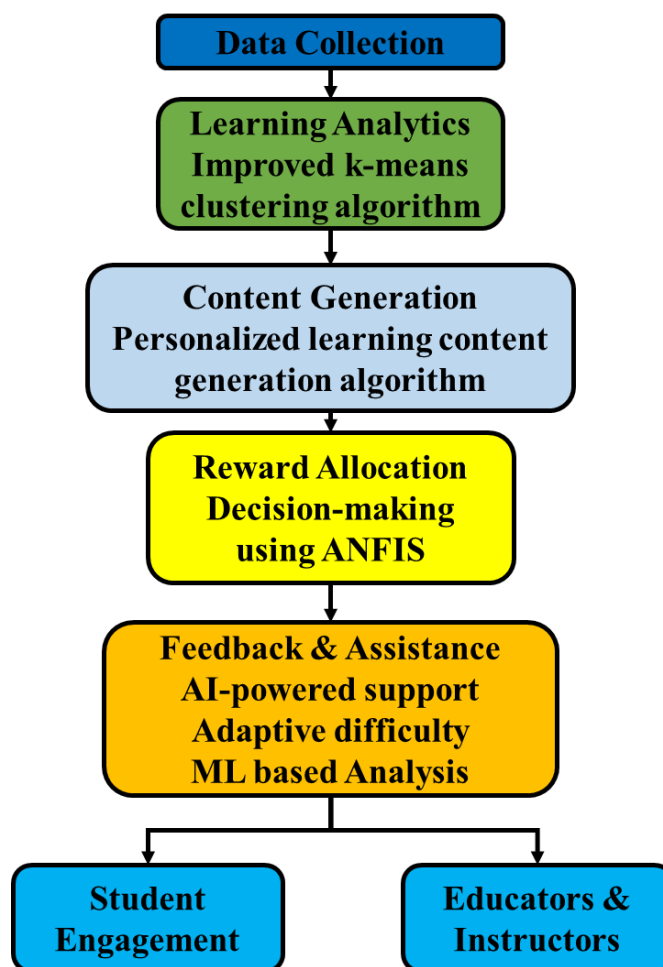 Data Collection
Learning Analytics
Improved k-means
clustering algorithm
Content Generation
Personalized learning content
generation algorithm
Reward Allocation
Decision-making
using ANFIS
Feedback & Assistance
AI-powered support
Adaptive difficulty
ML based Analysis
Student
Engagement
Educators &
Instructors